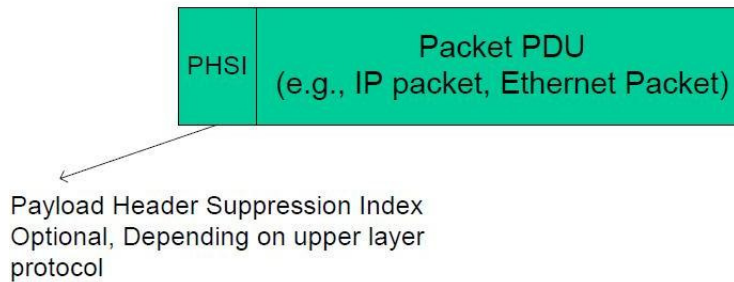 PHSI
Packet PDU
(e.g., IP packet, Ethernet Packet)
Payload Header Suppression Index
Optional, Depending on upper layer
protocol